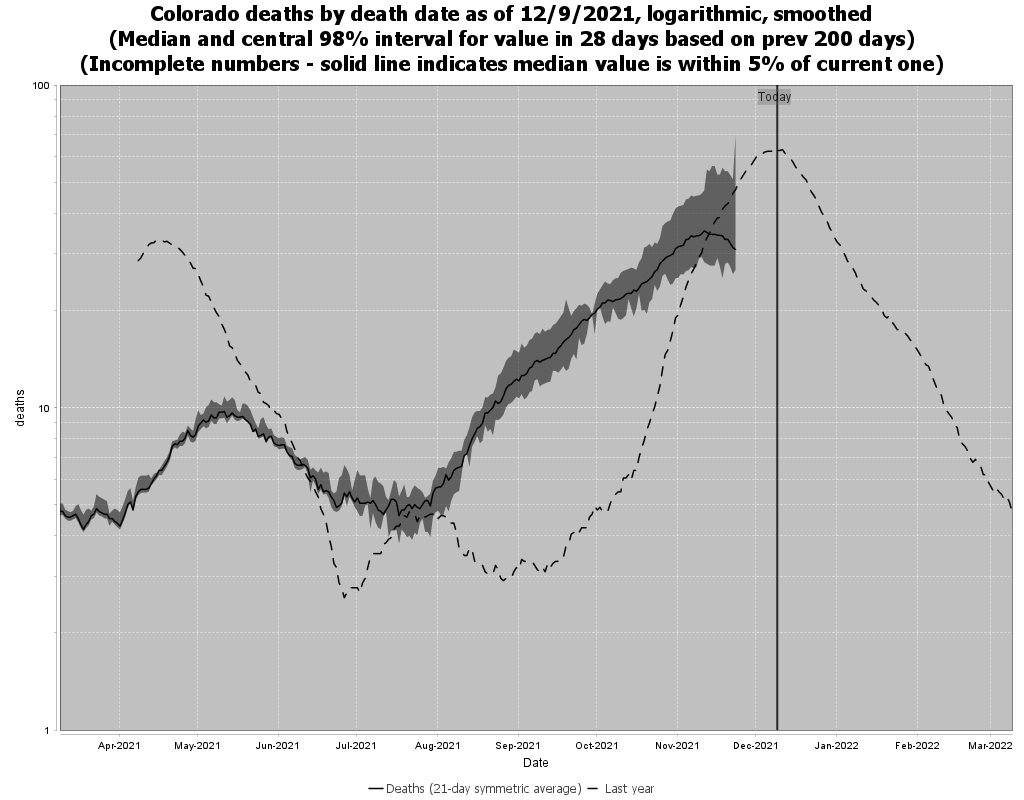 Colorado deaths by death date as of 12/9/2021, logarithmic, smoothed
(Median and central 98% interval for value in 28 days based on prev 200 days)
(Incomplete numbers - solid line indicates median value is within 5% of current one)
100
Today
deaths
10
1
Apr-2021 May-2021 Jun-2021 Jul-2021 Aug-2021 Sep-2021 Oct-2021 Nov-2021 Dec-2021 Jan-2022 Feb-2022 Mar-2022
Date
Deaths (21-day symmetric average) Last year